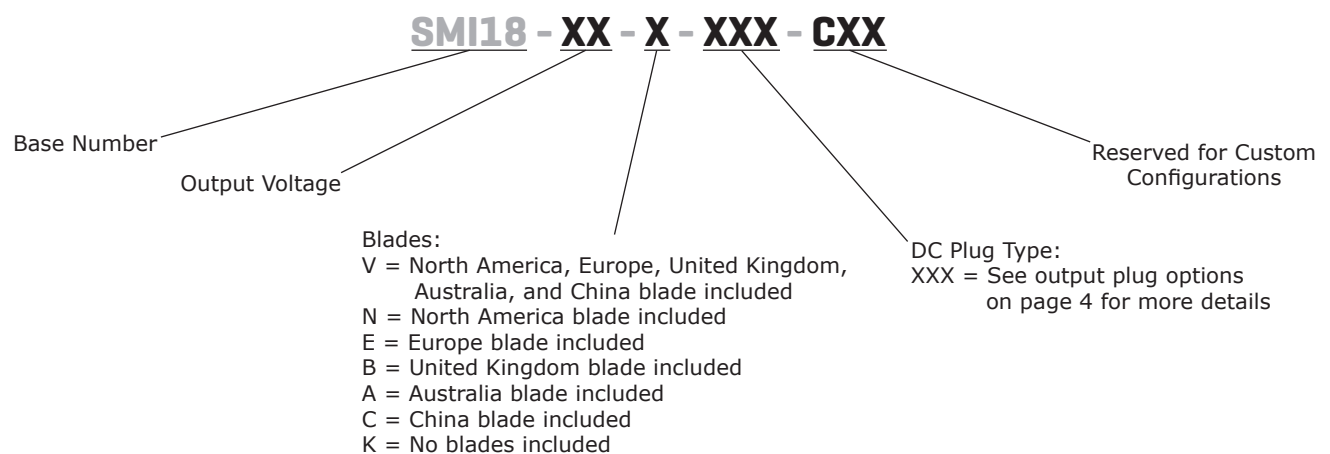 SMI18 - XX - X - XXX - CXX
Base Number
Output Voltage
Blades:
V = North America, Europe, United Kingdom,
Australia, and China blade included
N = North America blade included
E = Europe blade included
B = United Kingdom blade included
A = Australia blade included
C = China blade included
K = No blades included
DC Plug Type:
XXX = See output plug options
on page 4 for more details
Reserved for Custom
Configurations